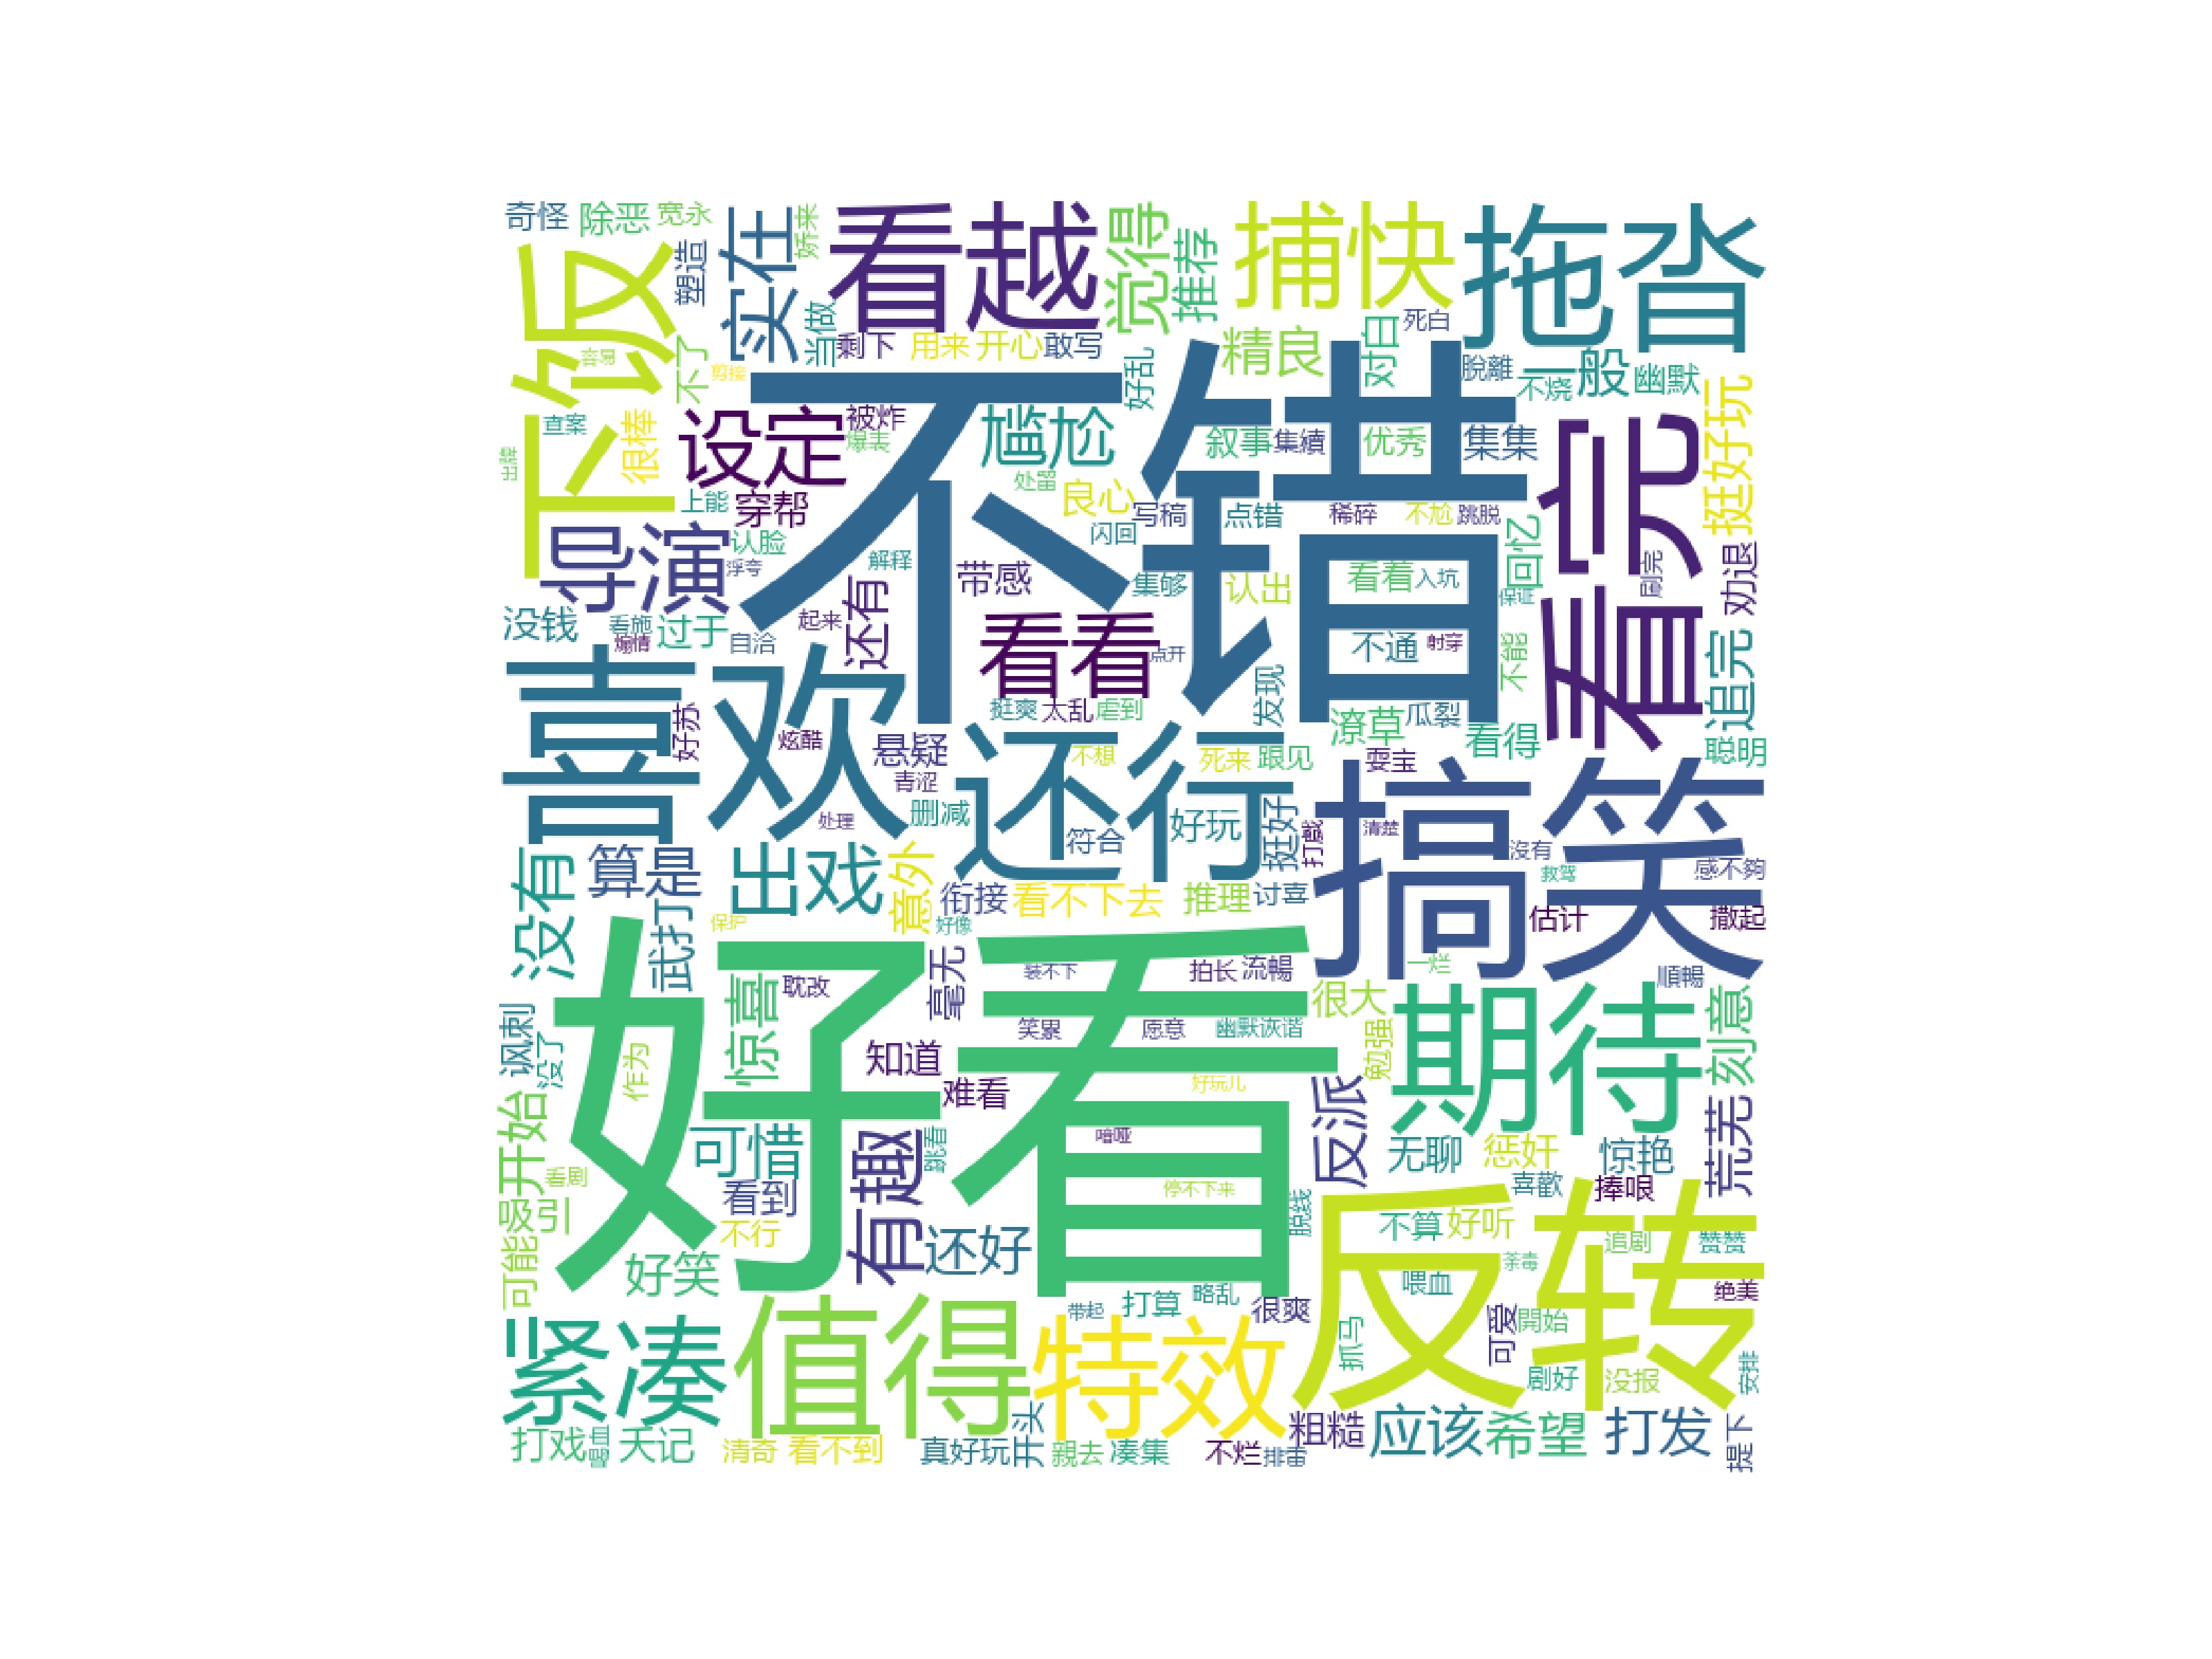 奇怪
除恶
宽永
塑造
实在
娇来
看越
觉得
推荐
捕快
拖沓
下饭
不了
剪接
当做
剩下
用来
开心
敢写
好乱
精良
对白
死白
一般
脫離
不烧
幽默
喜易
查案
很棒
出牌
设定
被炸
爆表
尴尬
不错
叙事
集續
优秀
集集
看完
挺好玩
上能
穿帮
认脸
浮夸
导演
处留
良心
写稿
闪回
点错
稀碎
不尬
跳脱
回忆
刷完
劝退
解释
带感
集够
认出
看着
入坑
保证
没钱
看施
煽情
过于
自洽
起来
还有
看看
点开
不通
射穿
不能
追完
喜欢
好苏
炫酷
悬疑
青涩
挺爽
太乱
虐到
发现
潦草
瓜裂
看得
聪明
处理
删减
还行
不想
死来
跟见
耍宝
搞笑
符合
好玩
挺好
打感
清楚
没有
算是
武打
出戏
意外
衔接
看不下去
推理
讨喜
沒有
救驾
感不夠
估计
撒起
保护
好像
好看
惊喜
耽改
毫无
装不下
拍长
流暢
很大
一烂
順暢
期待
刻意
讽刺
没了
作为
知道
难看
笑累
愿意
幽默诙谐
勉强
好玩儿
开始
看剧
可惜
看到
不行
有趣
跳看
喑哑
停不下来
脱线
反派
无聊
惩奸
惊艳
荒芜
喜歡
捧哏
吸引
可能
好笑
还好
反转
不算
好听
追剧
赞赞
荼毒
喂血
绝美
紧凑
值得
特效
带起
打算
略乱
很爽
抓马
可爱
開始
剧好
没报
安排
打戏
喝血
夭记
清奇
看不到
真好玩
开头
親去
凑集
不烂
排雷
粗糙
应该
希望
打发
提下